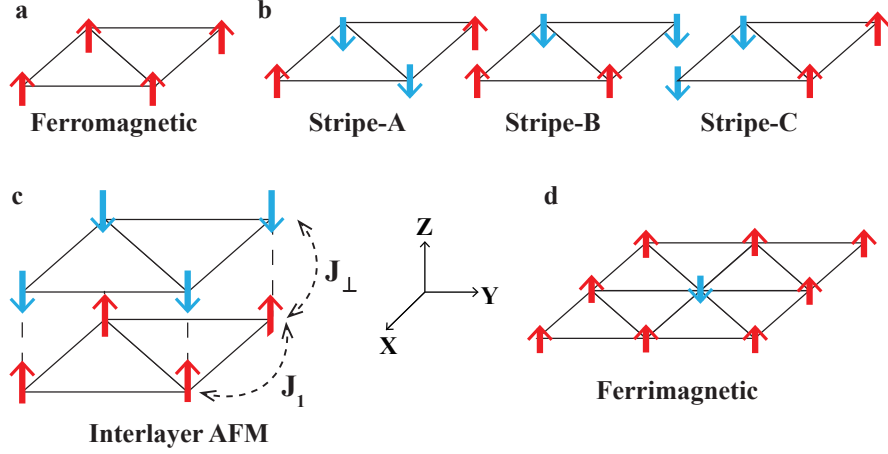 a
Ferromagnetic
b
Stripe-A
Stripe-B
Stripe-C
c
J⊥
J₁
Interlayer AFM
Z
Y
X
d
Ferrimagnetic